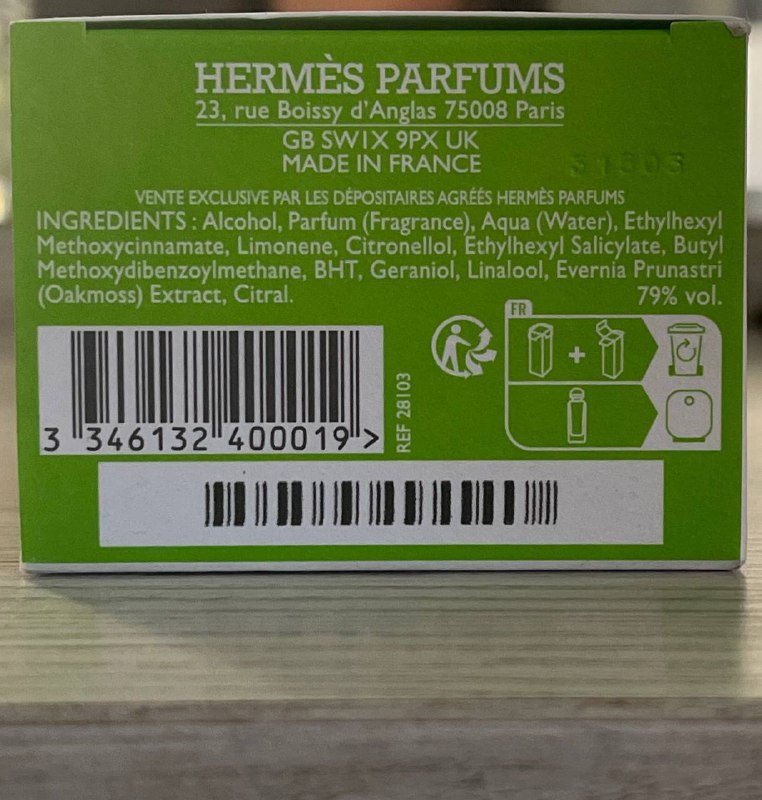 HERMÈS PARFUMS
23, rue Boissy d'Anglas 75008 Paris
GB SW1X 9PX UK
MADE IN FRANCE
31803
VENTE EXCLUSIVE PAR LES DÉPOSITAIRES AGRÉÉS HERMÈS PARFUMS
INGREDIENTS : Alcohol, Parfum (Fragrance), Aqua (Water), Ethylhexyl
Methoxycinnamate, Limonene, Citronellol, Ethylhexyl Salicylate, Butyl
Methoxydibenzoylmethane, BHT, Geraniol, Linalool, Evernia Prunastri
(Oakmoss) Extract, Citral.
79% vol.
FR
3 346132 400019 >
REF 28103